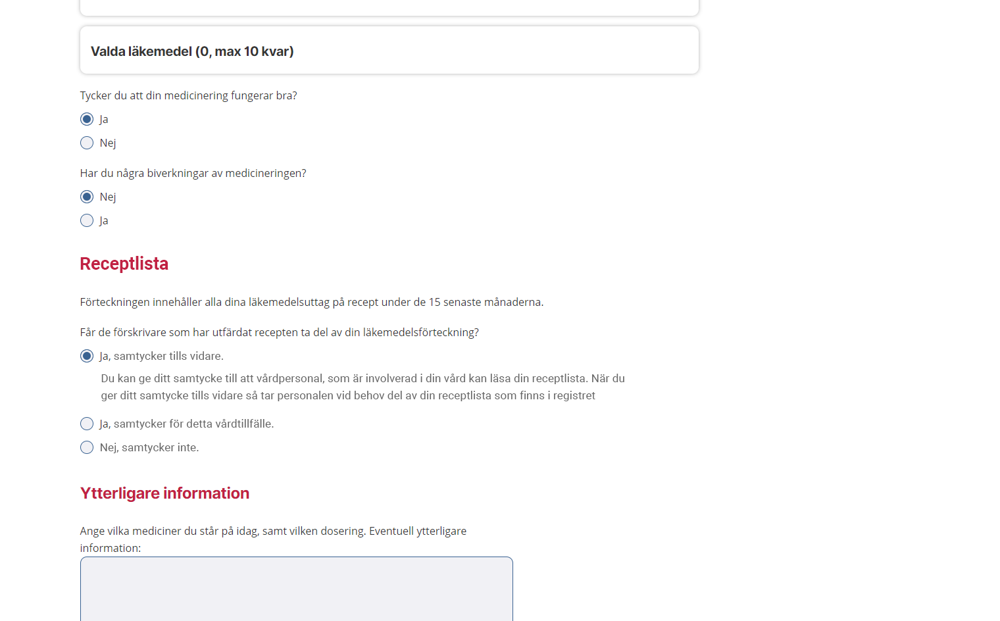 Valda läkemedel (0, max 10 kvar)
Tycker du att din medicinering fungerar bra?
Ja
Nej
Har du några biverkningar av medicineringen?
Nej
Ja
Receptlista
Förteckningen innehåller alla dina läkemedelsuttag på recept under de 15 senaste månaderna.
Får de förskrivare som har utfärdat recepten ta del av din läkemedelsförteckning?
Ja, samtycker tills vidare.
Du kan ge ditt samtycke till att vårdpersonal, som är involverad i din vård kan läsa din receptlista. När du
ger ditt samtycke tills vidare så tar personalen vid behov del av din receptlista som finns i registret
Ja, samtycker för detta vårdtillfälle.
Nej, samtycker inte.
Ytterligare information
Ange vilka mediciner du står på idag, samt vilken dosering. Eventuell ytterligare
information: